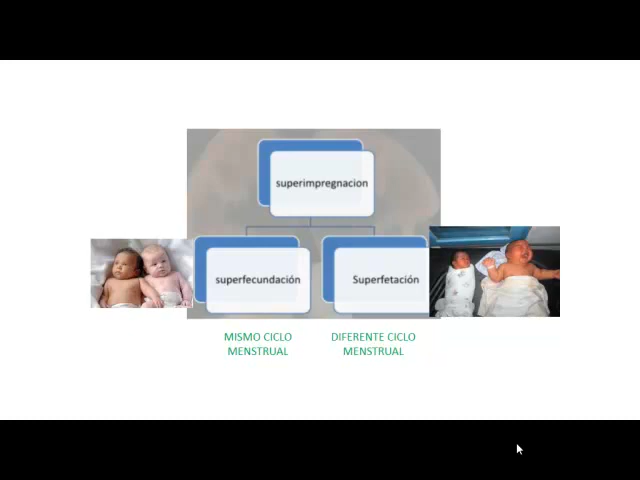 superimpregnacion
superfecundación
Superfetación
MISMO CICLO
MENSTRUAL
DIFERENTE CICLO
MENSTRUAL